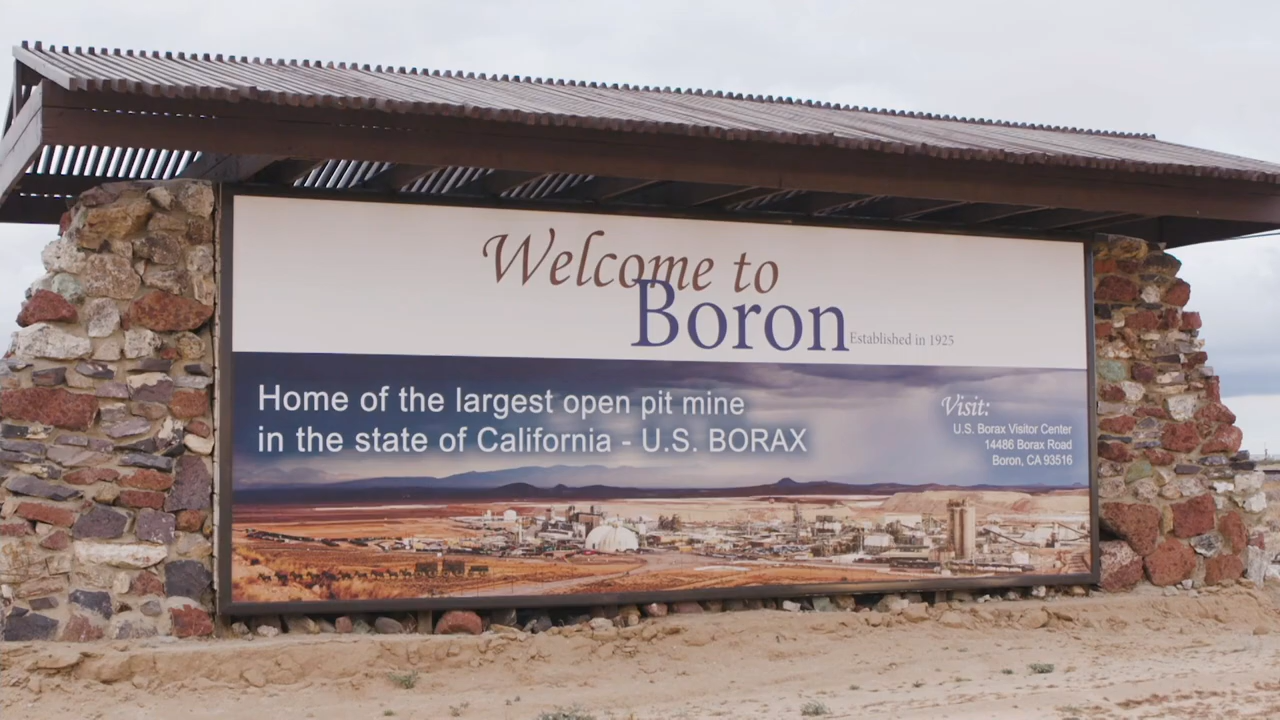 Welcome to
Boron
Established in 1925
Home of the largest open pit mine
in the state of California - U.S. BORAX
Visit:
U.S. Borax Visitor Center
14486 Borax Road
Boron, CA 93516